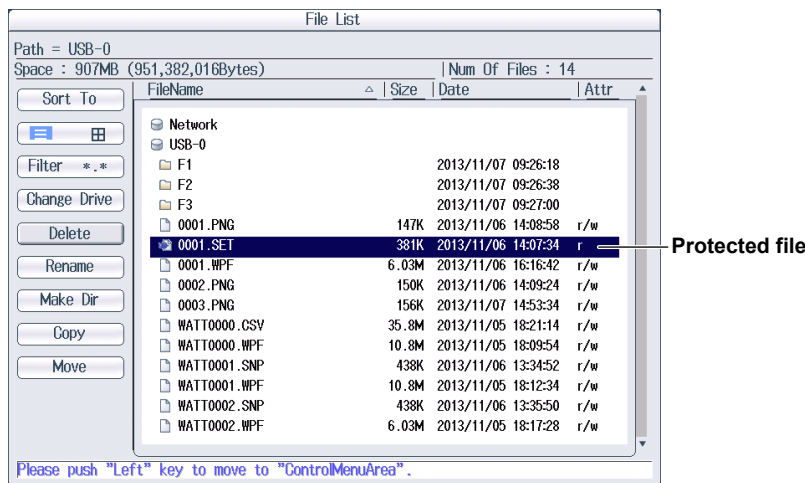 File List
Path = USB-0
Space : 907MB (951,382,016Bytes) Num Of Files : 14
Sort To
Filter *.*
Change Drive
Delete
Rename
Make Dir
Copy
Move
FileName Size Date Attr
Network
USB-0
F1 2013/11/07 09:26:18
F2 2013/11/07 09:26:38
F3 2013/11/07 09:27:00
0001.PNG 147K 2013/11/06 14:08:58 r/w
0001.SET 381K 2013/11/06 14:07:34 r
Protected file
0001.WPF 6.03M 2013/11/06 16:16:42 r/w
0002.PNG 150K 2013/11/06 14:09:24 r/w
0003.PNG 156K 2013/11/07 14:53:34 r/w
WATT0000.CSV 35.8M 2013/11/05 18:21:14 r/w
WATT0000.WPF 10.8M 2013/11/05 18:09:54 r/w
WATT0001.SNP 438K 2013/11/06 13:34:52 r/w
WATT0001.WPF 10.8M 2013/11/05 18:12:34 r/w
WATT0002.SNP 438K 2013/11/06 13:35:50 r/w
WATT0002.WPF 6.03M 2013/11/05 18:17:28 r/w
Please push "Left" key to move to "ControlMenuArea".